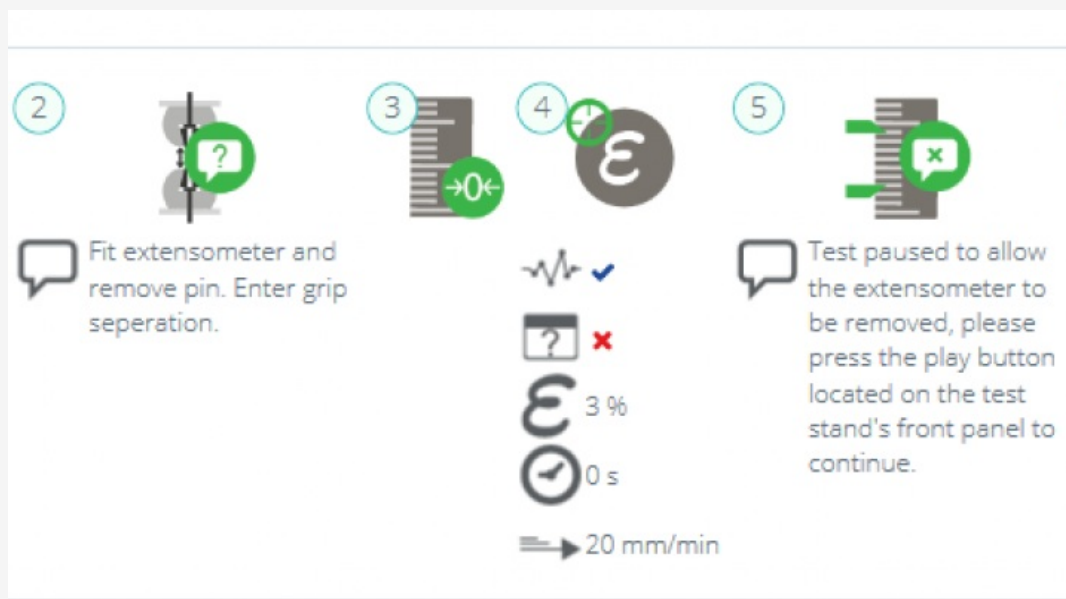 2
3
4
5
?
→0←
ε
×
Fit extensometer and
remove pin. Enter grip
seperation.
?
ε 3 %
0 s
20 mm/min
Test paused to allow
the extensometer to
be removed, please
press the play button
located on the test
stand's front panel to
continue.